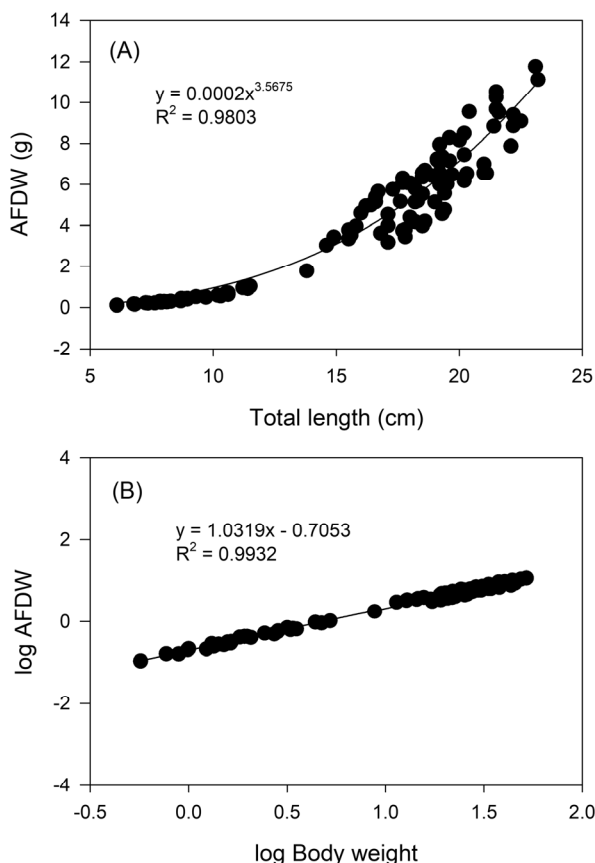 14
12
10
8
6
4
2
0
-2
AFDW (g)
(A)
y = 0.0002x^3.5675
R^2 = 0.9803
5 10 15 20 25
Total length (cm)
4
2
0
-2
-4
log AFDW
(B)
y = 1.0319x - 0.7053
R^2 = 0.9932
-0.5 0.0 0.5 1.0 1.5 2.0
log Body weight